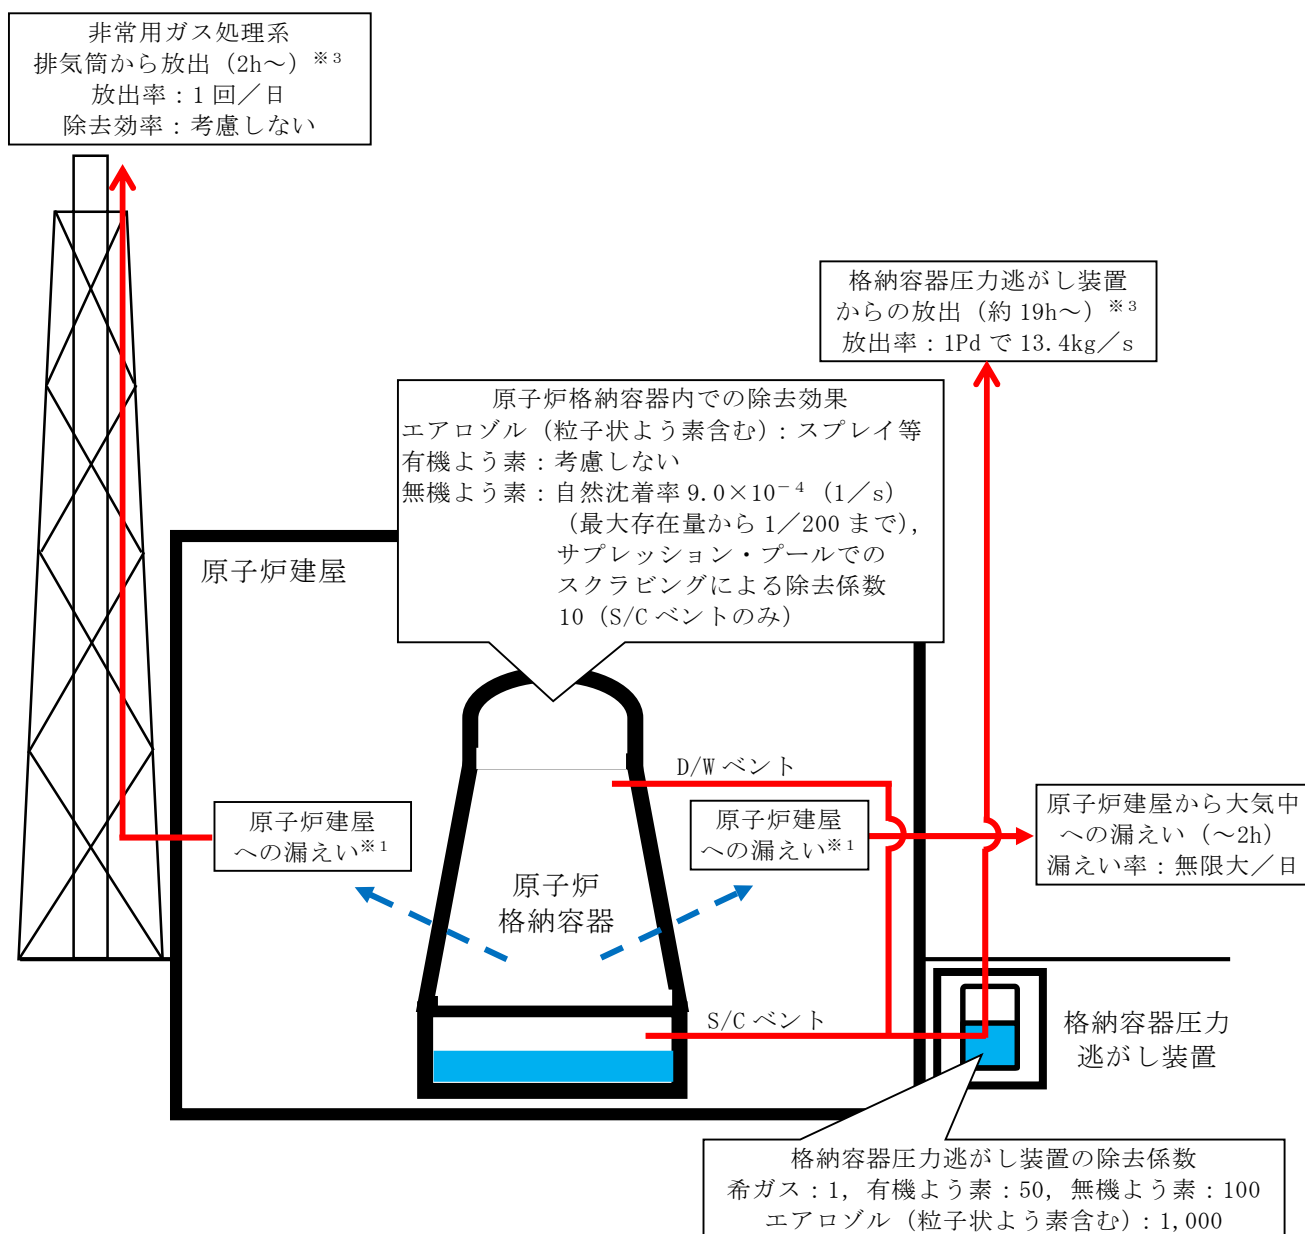 非常用ガス処理系
排気筒から放出（2h～）※3
放出率：1回／日
除去効率：考慮しない
格納容器圧力逃がし装置
からの放出（約19h～）※3
放出率：1Pdで13.4kg／s
原子炉格納容器内での除去効果
エアロゾル（粒子状よう素含む）：スプレイ等
有機よう素：考慮しない
無機よう素：自然沈着率9.0×10⁻⁴（1／s）
（最大存在量から1／200まで），
サプレッション・プールでの
スクラビングによる除去係数
10（S/Cベントのみ）
原子炉建屋
D/Wベント
原子炉建屋
への漏えい※1
原子炉建屋
への漏えい※1
原子炉建屋から大気中
への漏えい（～2h）
漏えい率：無限大／日
原子炉
格納容器
S/Cベント
格納容器圧力
逃がし装置
格納容器圧力逃がし装置の除去係数
希ガス：1，有機よう素：50，無機よう素：100
エアロゾル（粒子状よう素含む）：1,000